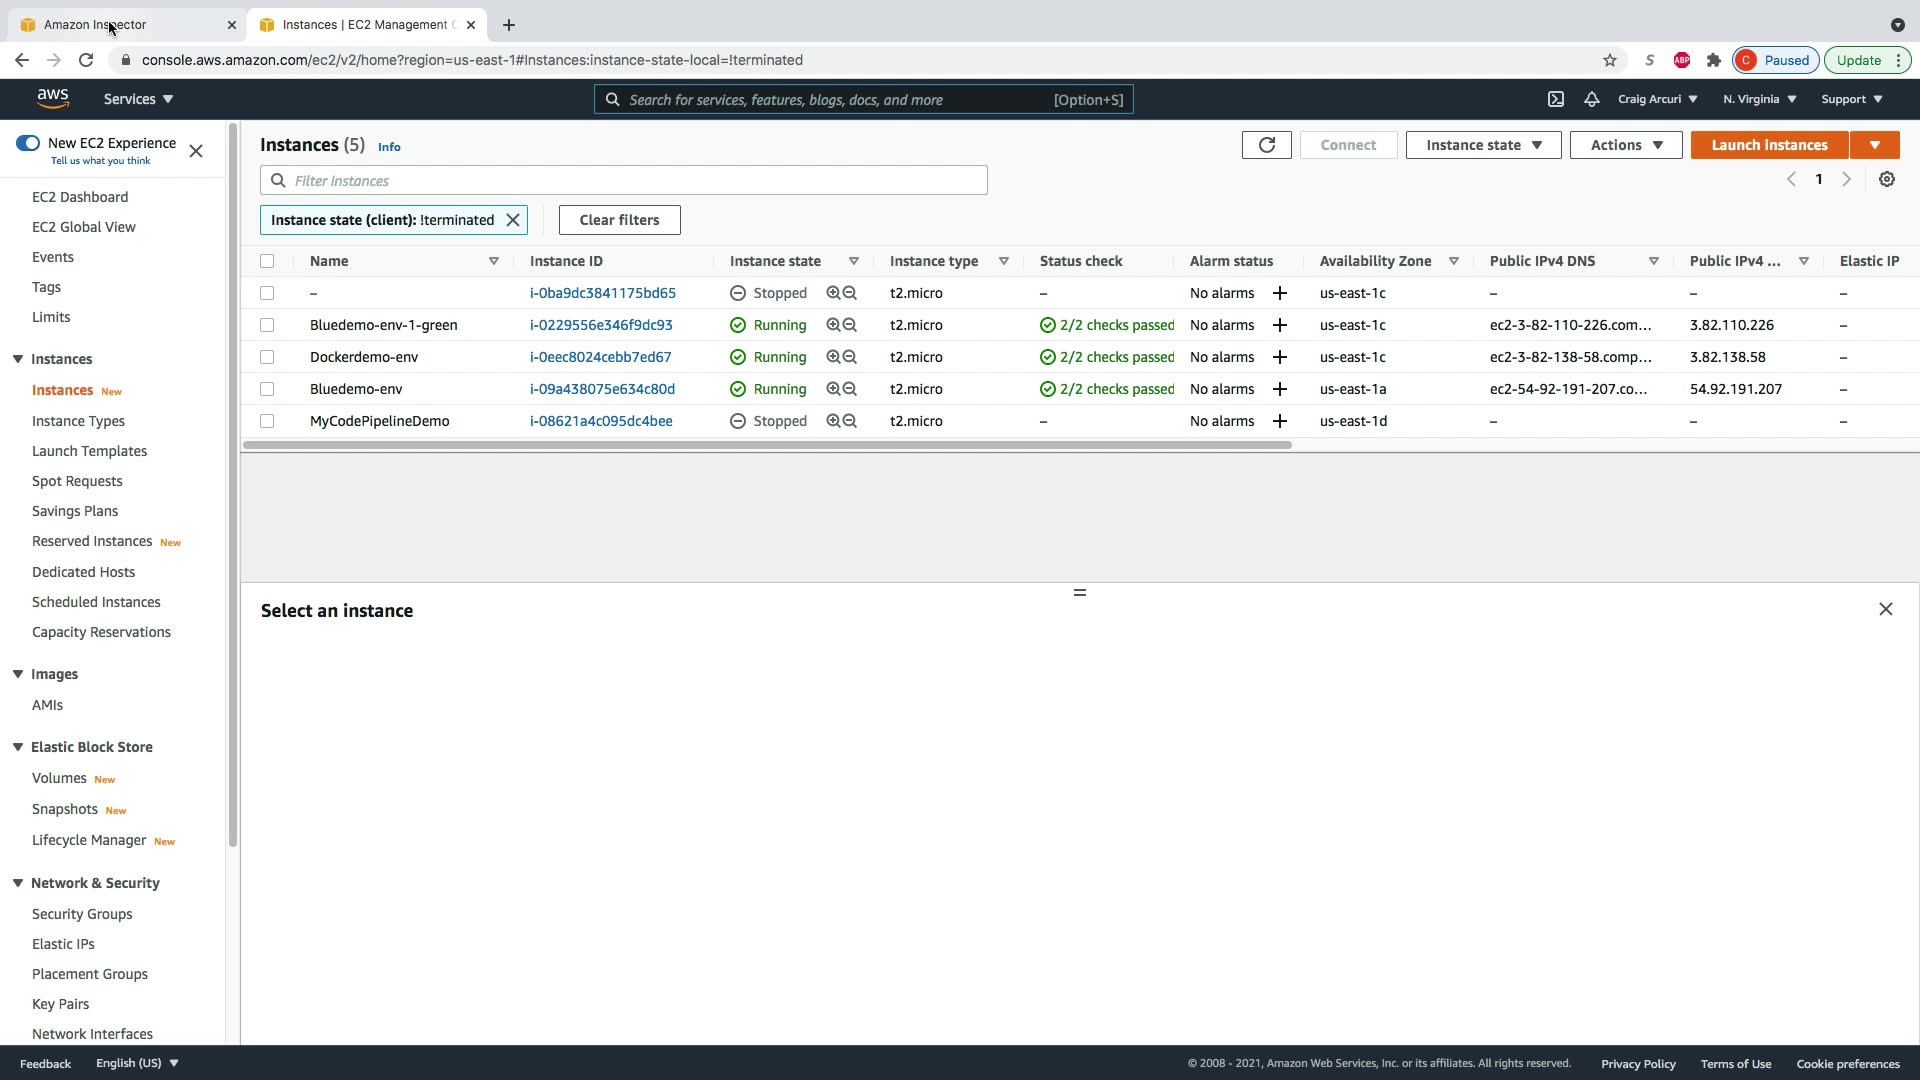 Amazon Inspector
Instances | EC2 Management C
console.aws.amazon.com/ec2/v2/home?region=us-east-1#Instances:instance-state-local=!terminated
S
ABP
C
Paused
Update
aws
Services
Search for services, features, blogs, docs, and more
[Option+S]
Craig Arcuri
N. Virginia
Support
New EC2 Experience
Tell us what you think
EC2 Dashboard
EC2 Global View
Events
Tags
Limits
Instances
Instances New
Instance Types
Launch Templates
Spot Requests
Savings Plans
Reserved Instances New
Dedicated Hosts
Scheduled Instances
Capacity Reservations
Images
AMIs
Elastic Block Store
Volumes New
Snapshots New
Lifecycle Manager New
Network & Security
Security Groups
Elastic IPs
Placement Groups
Key Pairs
Network Interfaces
Instances (5) Info
Connect
Instance state
Actions
Launch instances
Filter instances
1
Instance state (client): !terminated
Clear filters
Name Instance ID Instance state Instance type Status check Alarm status Availability Zone Public IPv4 DNS Public IPv4 ... Elastic IP
– i-0ba9dc3841175bd65 Stopped t2.micro – No alarms + us-east-1c – – –
Bluedemo-env-1-green i-0229556e346f9dc93 Running t2.micro 2/2 checks passed No alarms + us-east-1c ec2-3-82-110-226.com... 3.82.110.226 –
Dockerdemo-env i-0eec8024cebb7ed67 Running t2.micro 2/2 checks passed No alarms + us-east-1c ec2-3-82-138-58.comp... 3.82.138.58 –
Bluedemo-env i-09a438075e634c80d Running t2.micro 2/2 checks passed No alarms + us-east-1a ec2-54-92-191-207.co... 54.92.191.207 –
MyCodePipelineDemo i-08621a4c095dc4bee Stopped t2.micro – No alarms + us-east-1d – – –
Select an instance
Feedback
English (US)
© 2008 - 2021, Amazon Web Services, Inc. or its affiliates. All rights reserved.
Privacy Policy
Terms of Use
Cookie preferences